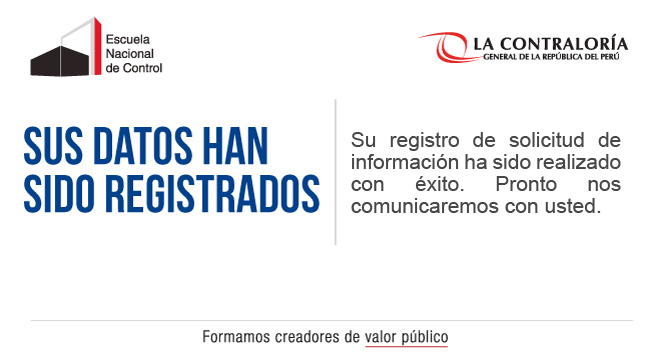 Escuela
Nacional
de Control
LA CONTRALORÍA
GENERAL DE LA REPÚBLICA DEL PERÚ
SUS DATOS HAN
SIDO REGISTRADOS
Su registro de solicitud de
información ha sido realizado
con éxito. Pronto nos
comunicaremos con usted.
Formamos creadores de valor público